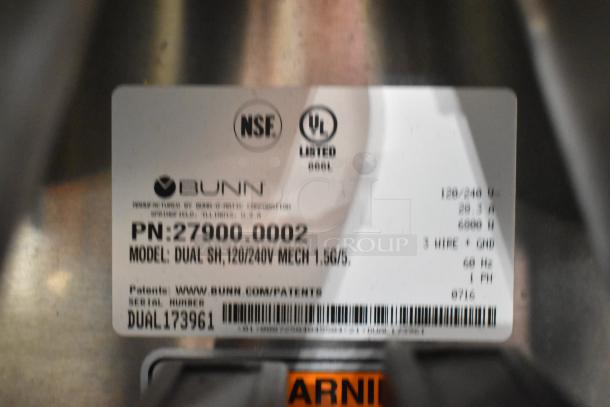 NSF.
UL
LISTED
BUNN
MANUFACTURED BY BUNN-O-MATIC CORPORATION
SPRINGFIELD, ILLINOIS, U.S.A
PN:27900.0002
MODEL: DUAL SH,120/240V MECH 1.5G/5,
120/240 V~
6000 W
3 WIRE + GND
60 Hz
1 PH
Patents: WWW.BUNN.COM/PATENTS
0716
SERIAL NUMBER
DUAL173961
ARNI
GROUP